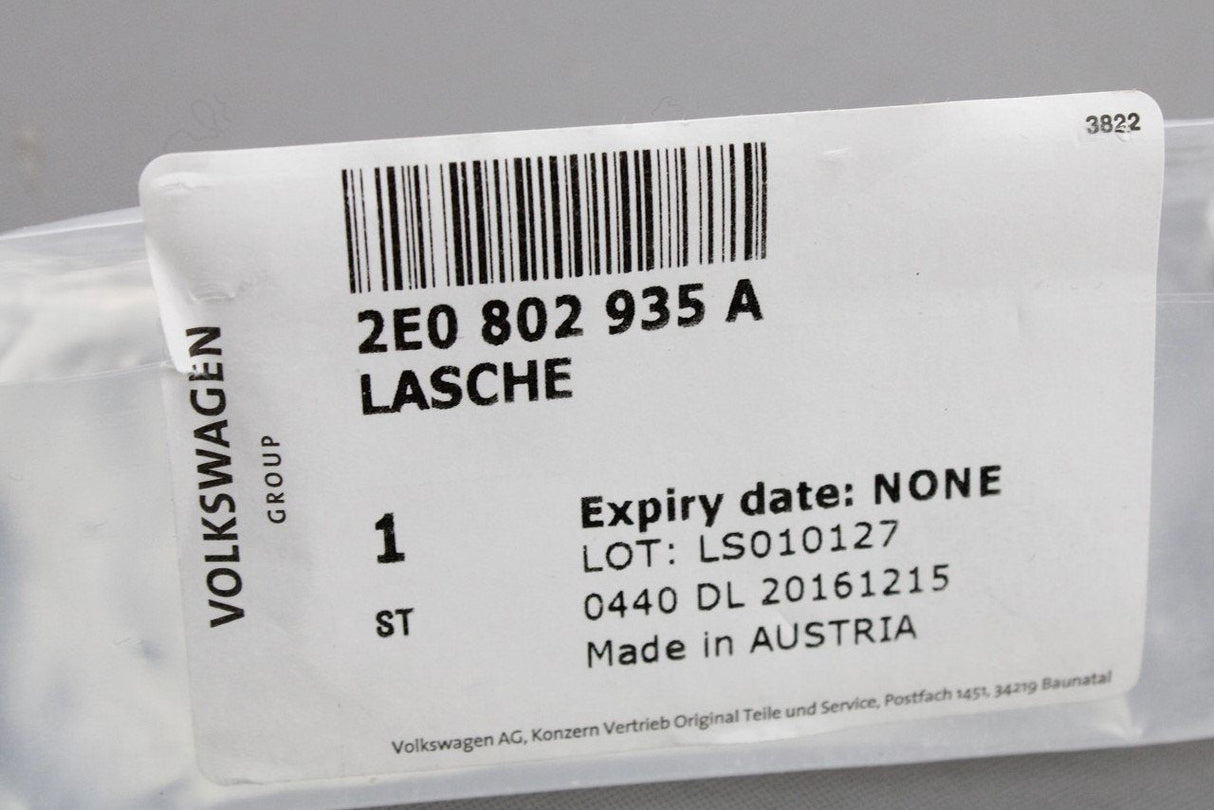 3822
2E0 802 935 A
LASCHE
VOLKSWAGEN
GROUP
1
ST
Expiry date: NONE
LOT: LS010127
0440 DL 20161215
Made in AUSTRIA
Volkswagen AG, Konzern Vertrieb Original Teile und Service, Postfach 1451, 34219 Baunatal